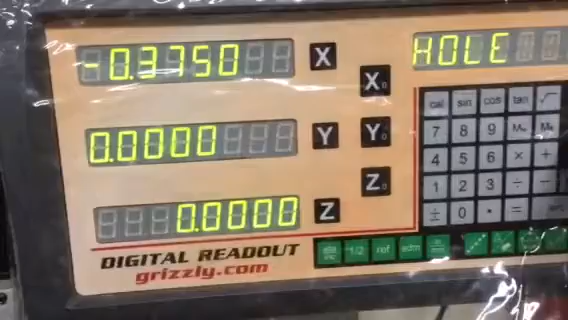 -0.3750 X HOLE
X0
0.0000 Y Y0
Z0
0.0000 Z
cal sin cos tan √
7 8 9
4 5 6 × +
1 2 3 ÷ -
± 0 .
1/2 ref
DIGITAL READOUT
grizzly.com